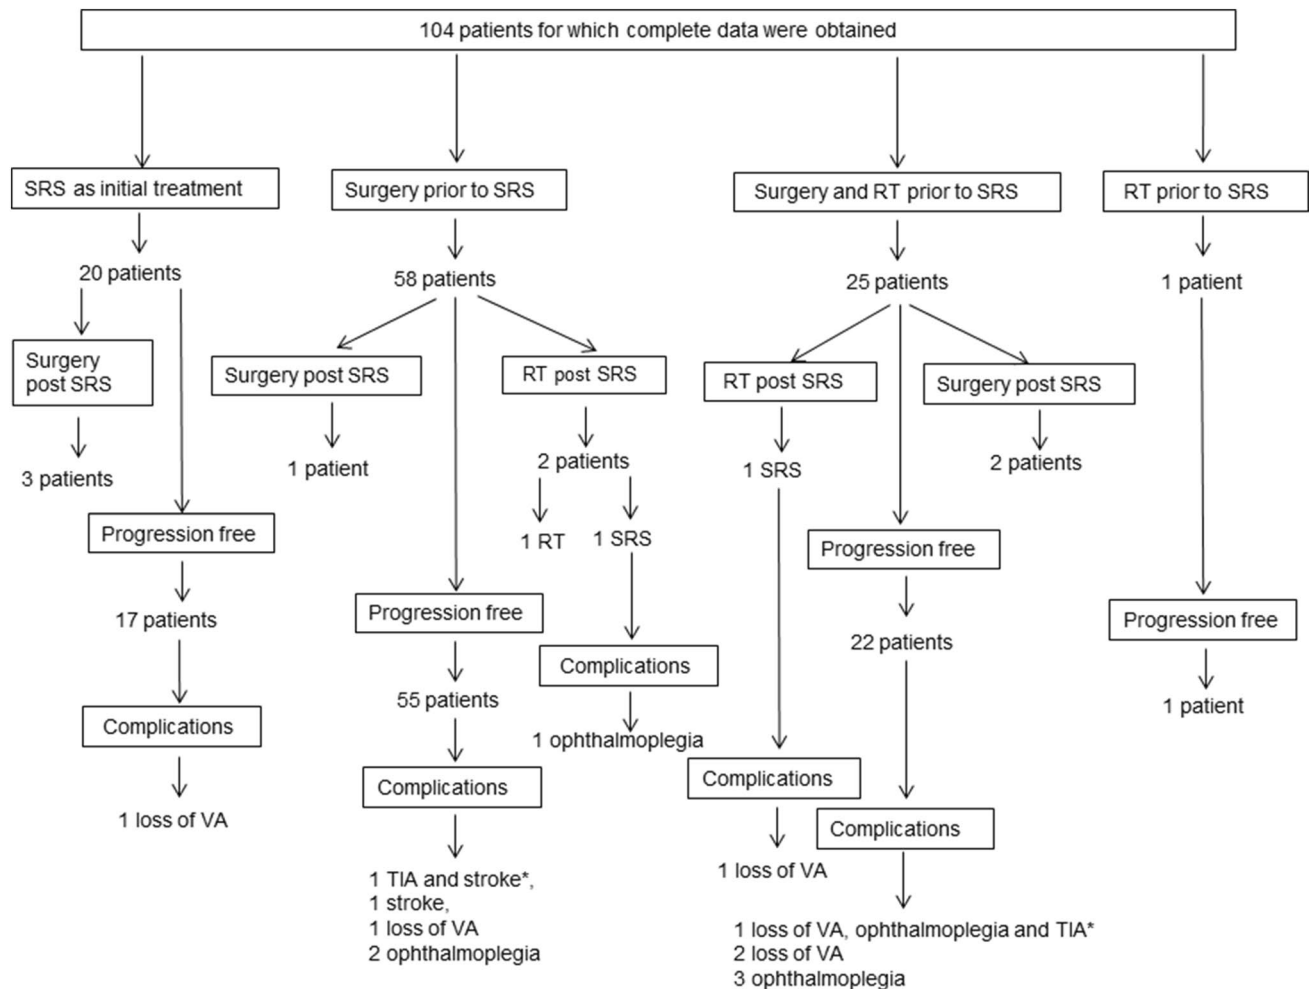 104 patients for which complete data were obtained
SRS as initial treatment
Surgery prior to SRS
Surgery and RT prior to SRS
RT prior to SRS
20 patients
58 patients
25 patients
1 patient
Surgery
post SRS
Surgery post SRS
RT post SRS
RT post SRS
Surgery post SRS
3 patients
1 patient
2 patients
1 SRS
2 patients
Progression free
1 RT
1 SRS
Progression free
17 patients
Progression free
22 patients
Progression free
Complications
55 patients
Complications
1 patient
1 loss of VA
Complications
1 ophthalmoplegia
Complications
Complications
1 TIA and stroke*,
1 stroke,
1 loss of VA
2 ophthalmoplegia
1 loss of VA
1 loss of VA, ophthalmoplegia and TIA*
2 loss of VA
3 ophthalmoplegia